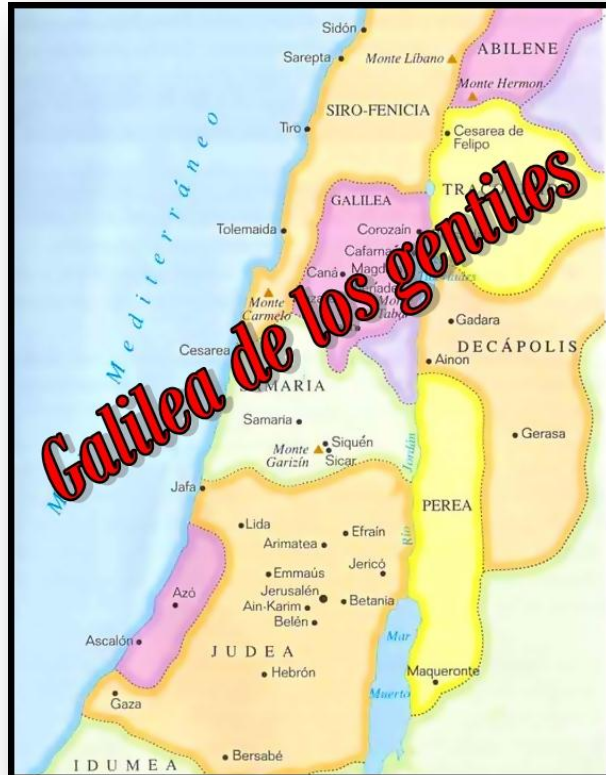 Sidón
ABILENE
Sarepta
Monte Líbano
Monte Hermon
SIRO-FENICIA
Tiro
Cesarea de
Felipo
GALILEA
Tolemaida
Corozaín
Caná
Monte
Carmelo
Gadara
DECÁPOLIS
Cesarea
Ainon
Galilea de los gentiles
Mediterráneo
Samaria
Gerasa
Monte
Garizín
Siquén
Sicar
Jordán
Río
Jafa
PEREA
Lida
Efraín
Arimatea
Emaús
Jericó
Azó
Jerusalén
Ain-Karim
Betania
Belén
Ascalón
JUDEA
Mar
Muerto
Hebrón
Maqueronte
Gaza
Bersabé
IDUMEA